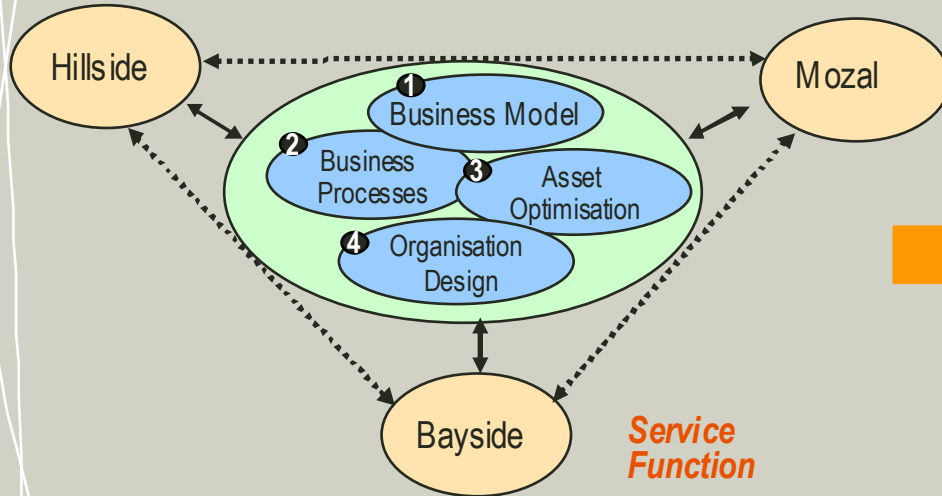 Hillside
Mozal
1
Business Model
2
Business
Processes
3
Asset
Optimisation
4
Organisation
Design
Bayside
Service
Function